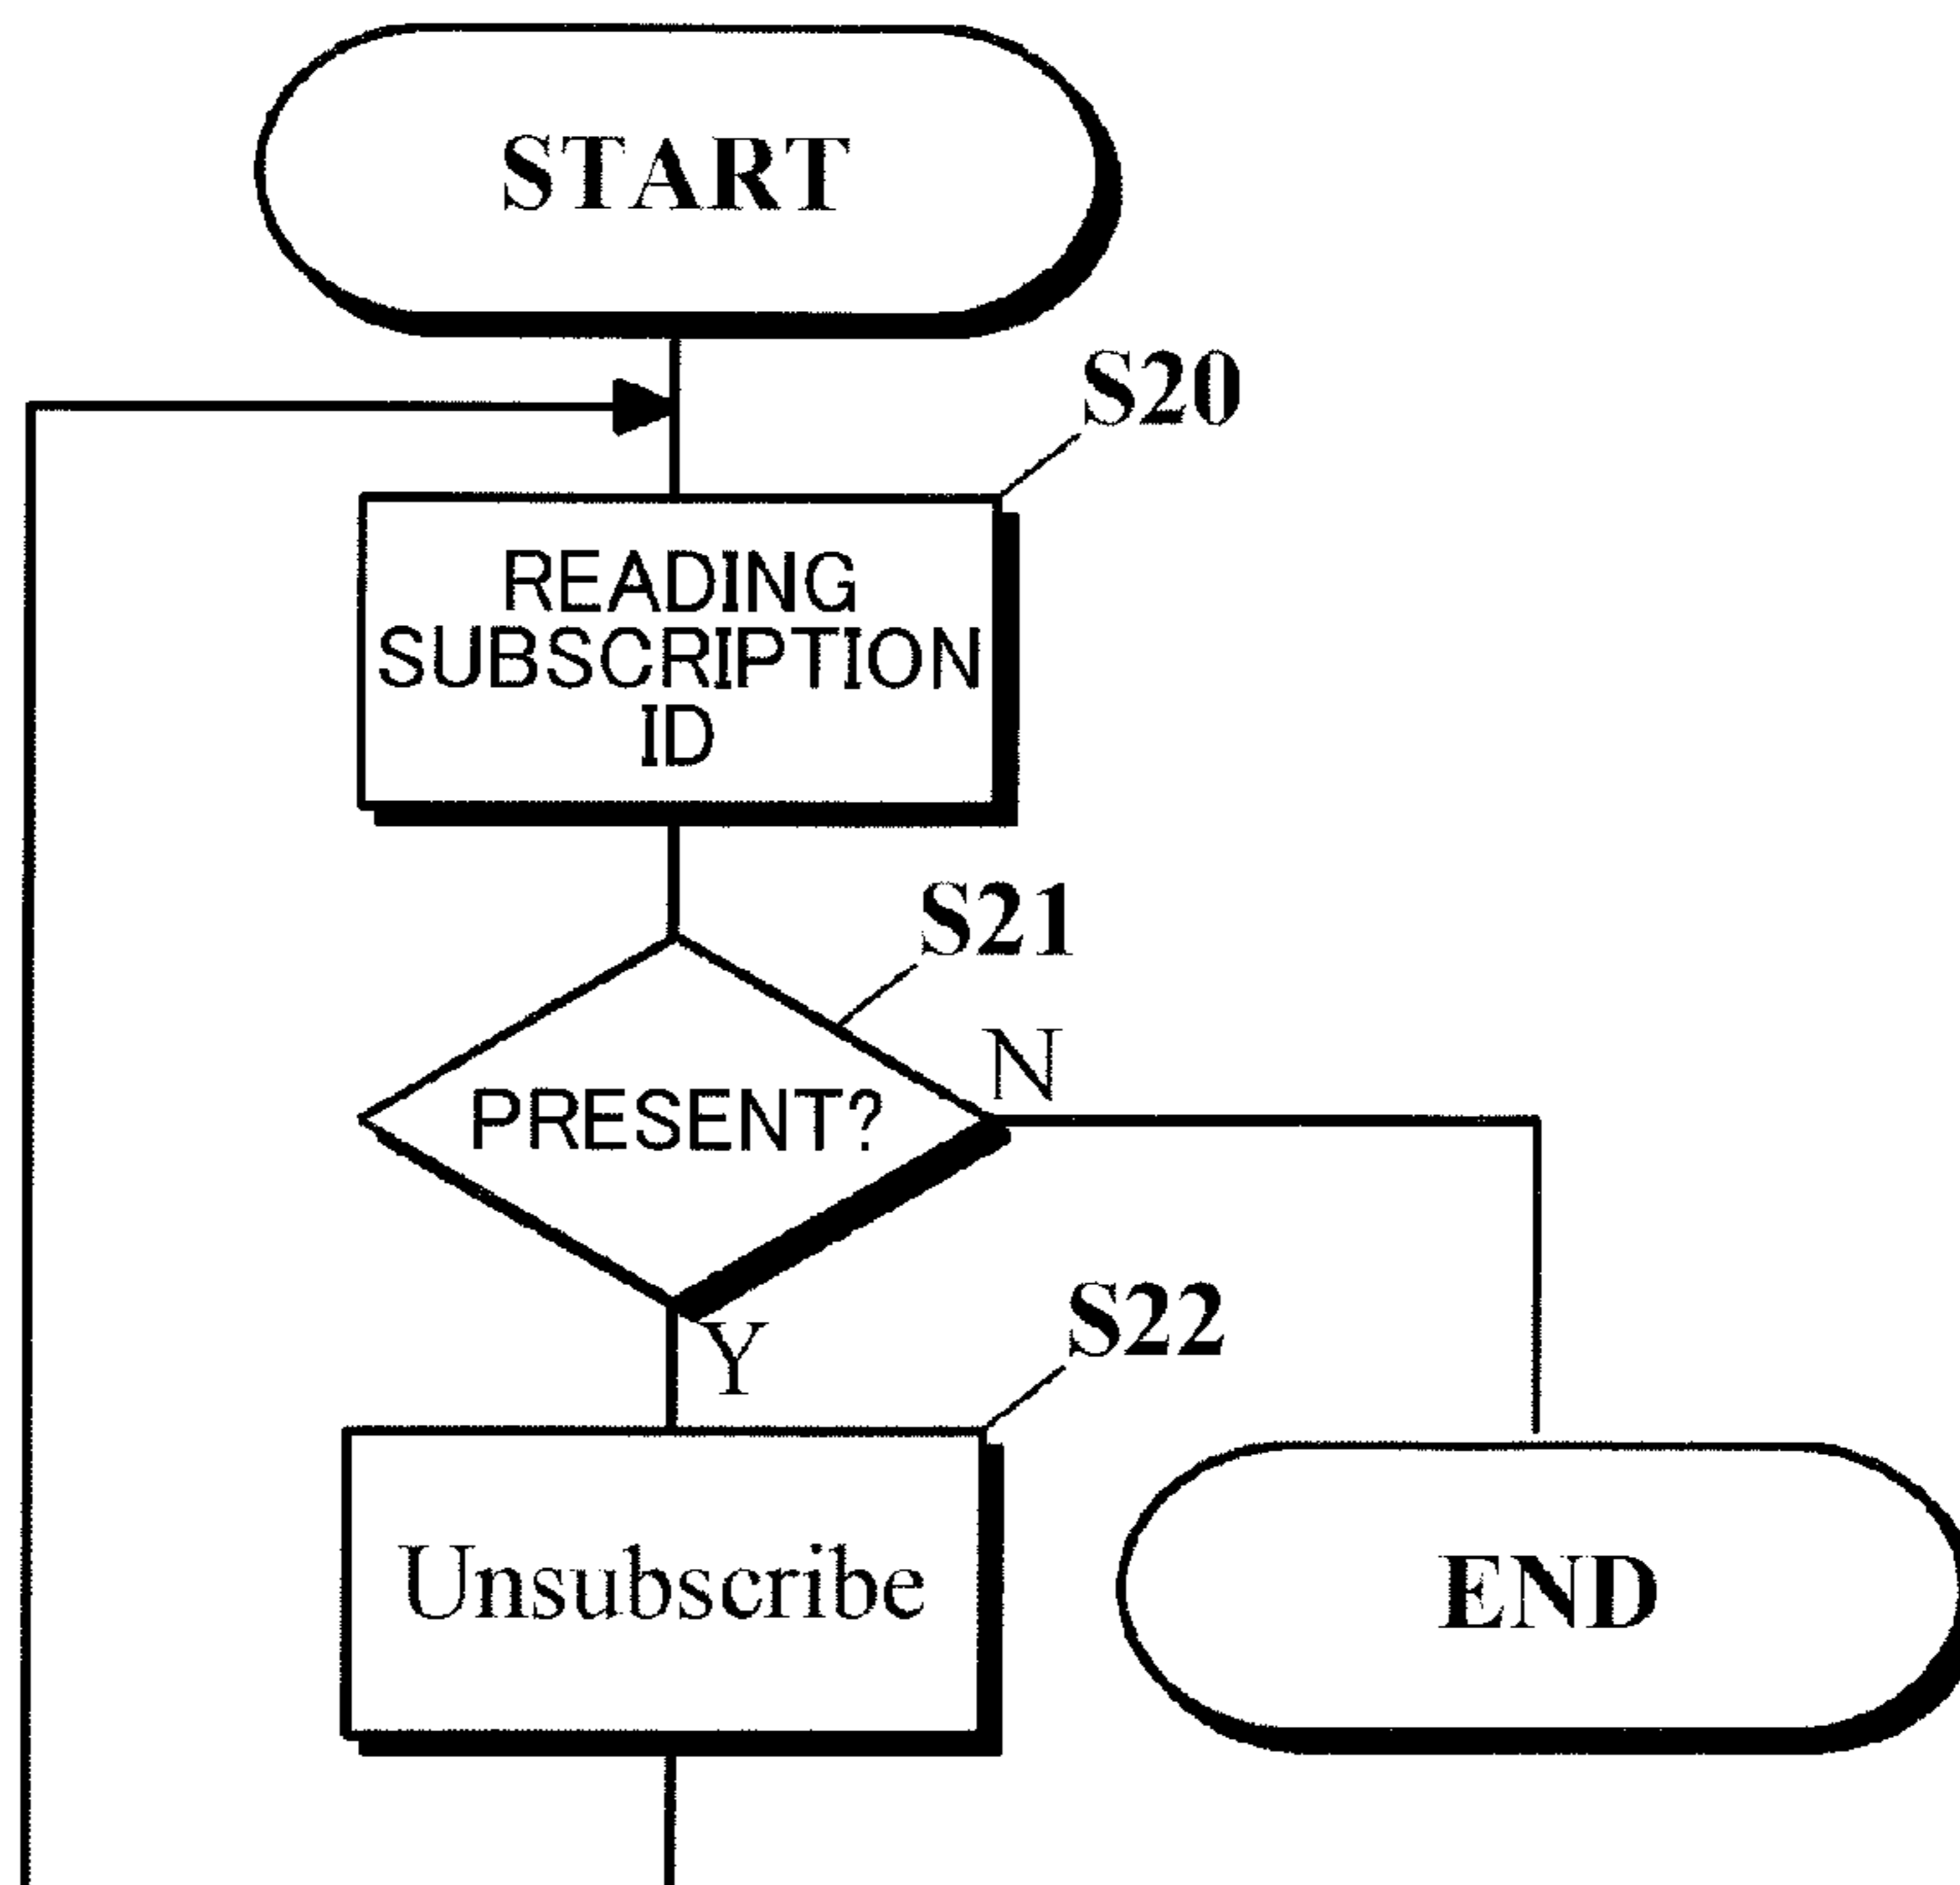 START
S20
READING
SUBSCRIPTION
ID
S21
N
PRESENT?
Y
S22
Unsubscribe
END